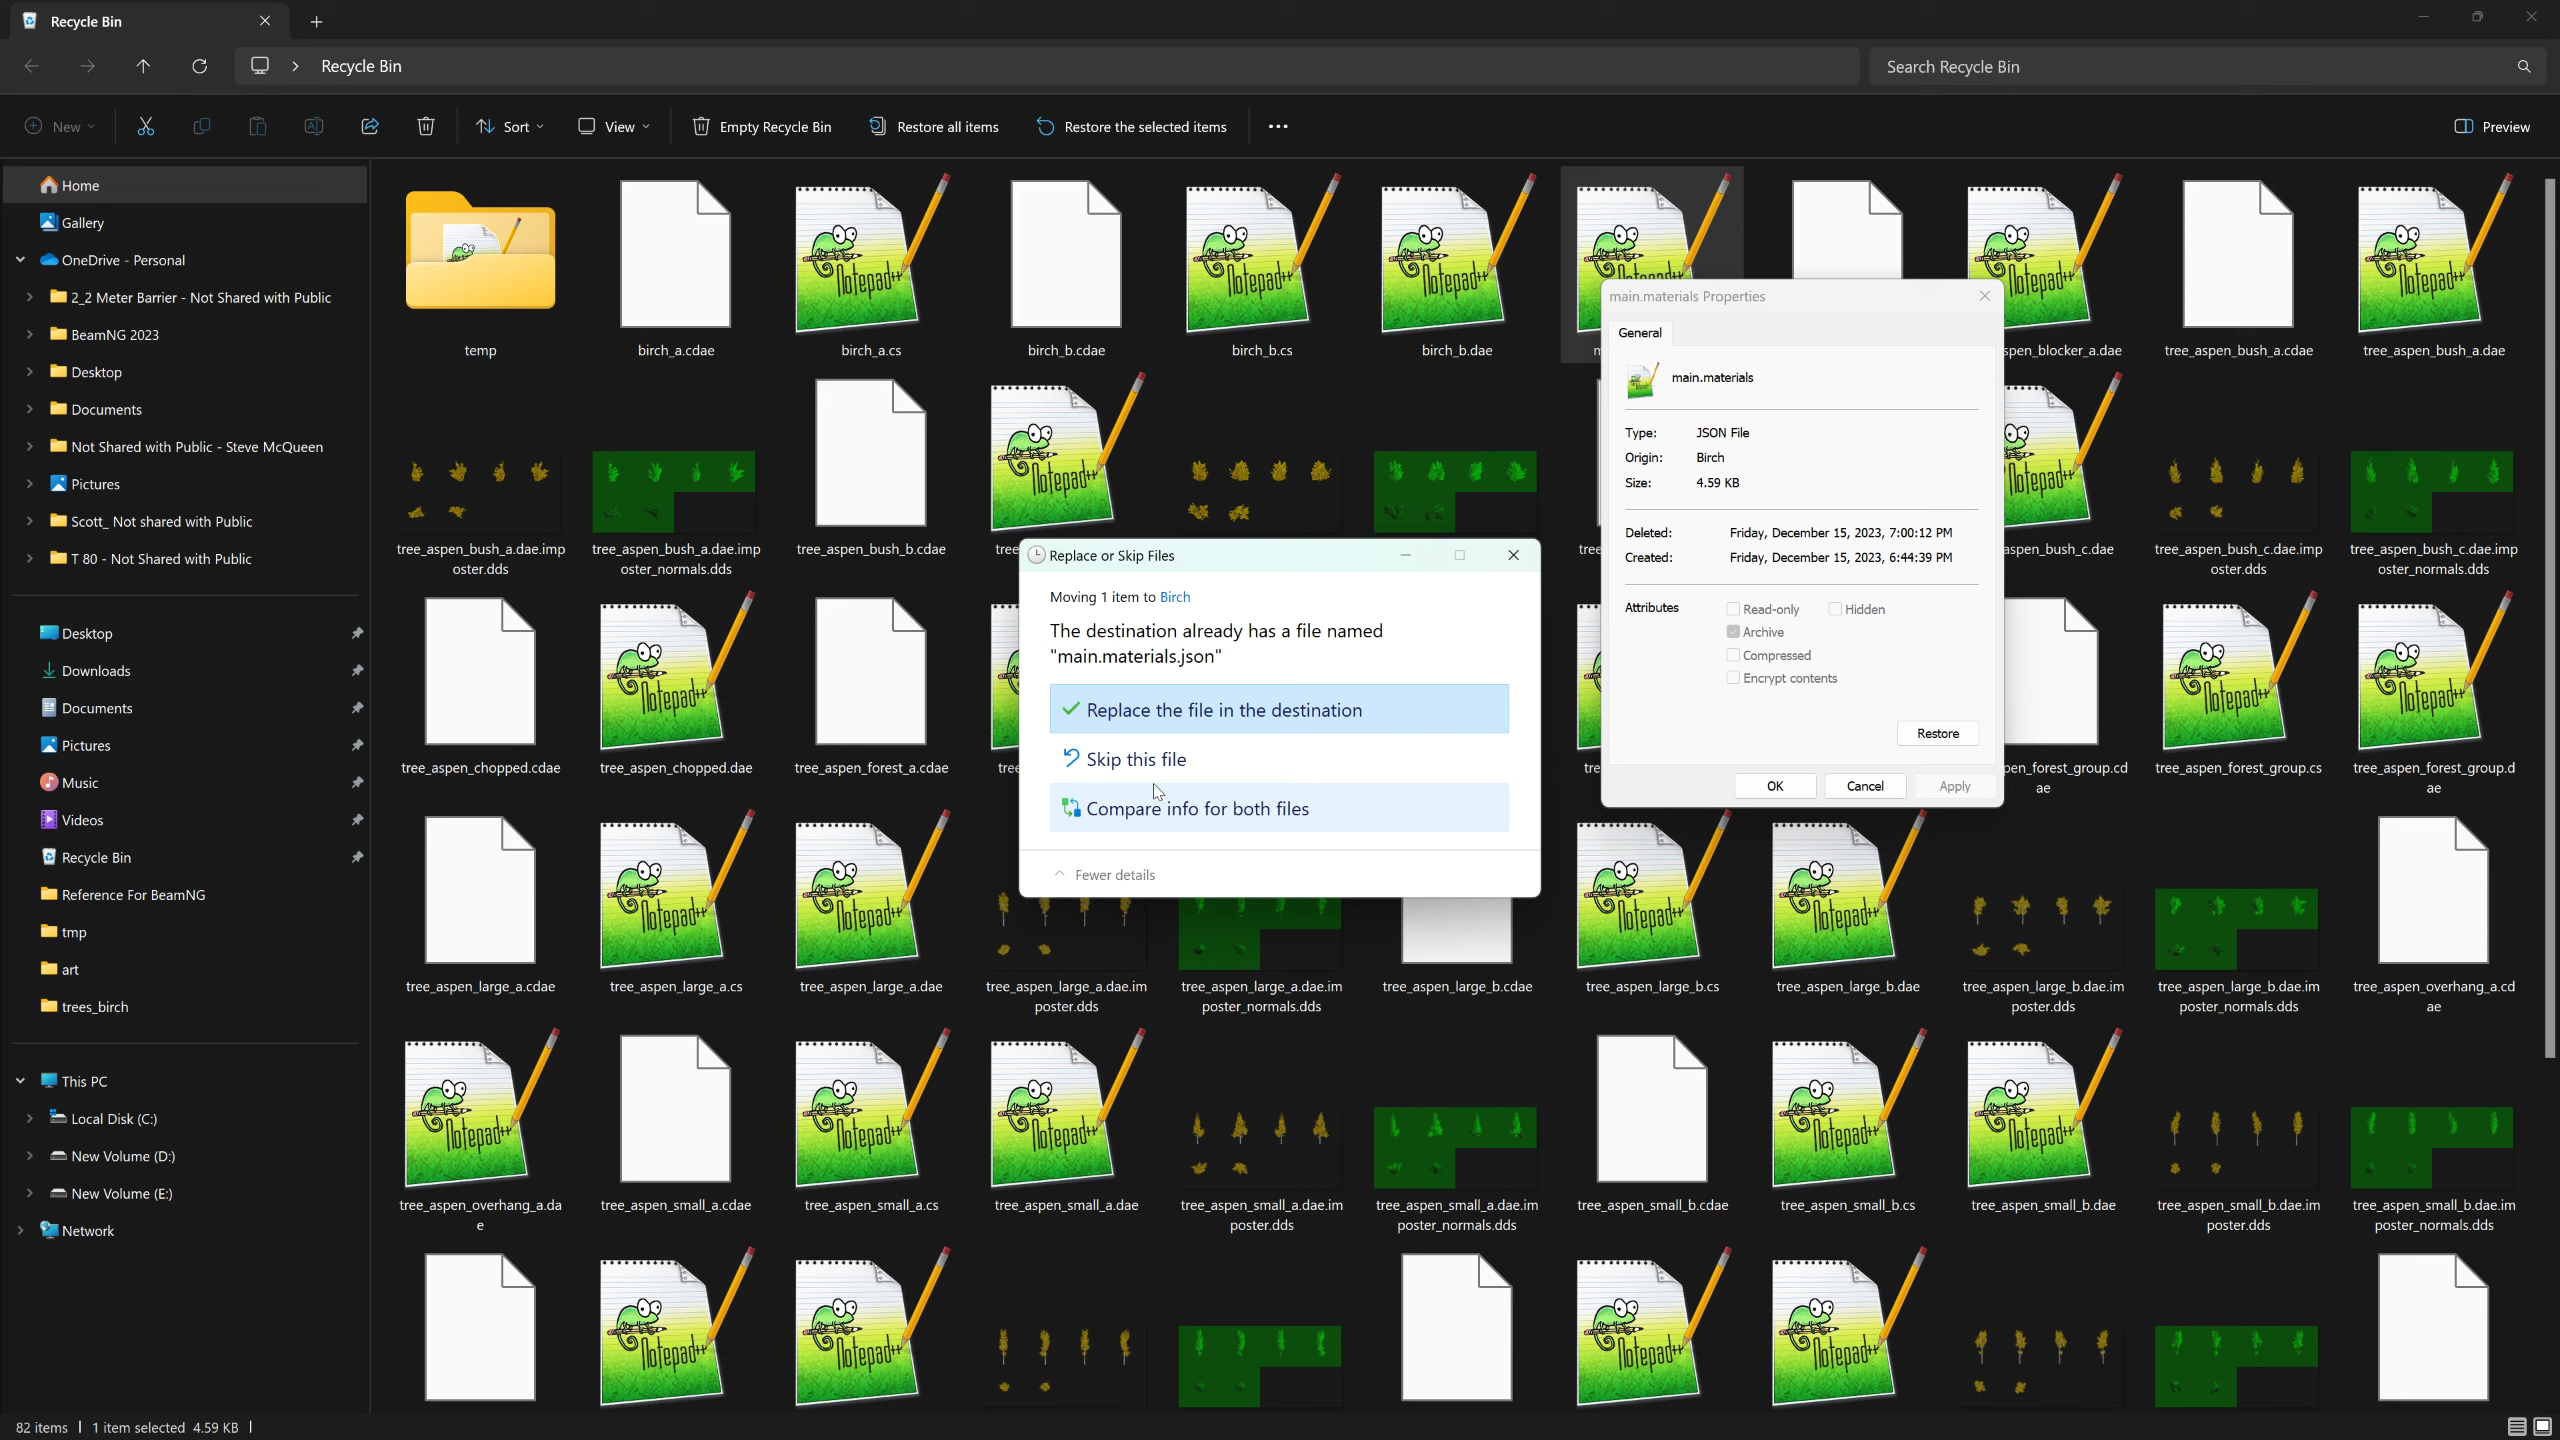 Recycle Bin
Recycle Bin
Search Recycle Bin
New
Sort
View
Empty Recycle Bin
Restore all items
Restore the selected items
Preview
Home
Gallery
OneDrive - Personal
2_2 Meter Barrier - Not Shared with Public
BeamNG 2023
Desktop
Documents
Not Shared with Public - Steve McQueen
Pictures
Scott_ Not shared with Public
T 80 - Not Shared with Public
Desktop
Downloads
Documents
Pictures
Music
Videos
Recycle Bin
Reference For BeamNG
tmp
art
trees_birch
This PC
Local Disk (C:)
New Volume (D:)
New Volume (E:)
Network
temp
birch_a.cdae
birch_a.cs
birch_b.cdae
birch_b.cs
birch_b.dae
spen_blocker_a.dae
tree_aspen_bush_a.cdae
tree_aspen_bush_a.dae
tree_aspen_bush_a.dae.imp
oster.dds
tree_aspen_bush_a.dae.imp
oster_normals.dds
tree_aspen_bush_b.cdae
tree
spen_bush_c.dae
tree_aspen_bush_c.dae.imp
oster.dds
tree_aspen_bush_c.dae.imp
oster_normals.dds
tree_aspen_chopped.cdae
tree_aspen_chopped.dae
tree_aspen_forest_a.cdae
tree
pen_forest_group.cd
ae
tree_aspen_forest_group.cs
tree_aspen_forest_group.d
ae
tree_aspen_large_a.cdae
tree_aspen_large_a.cs
tree_aspen_large_a.dae
tree_aspen_large_a.dae.im
poster.dds
tree_aspen_large_a.dae.im
poster_normals.dds
tree_aspen_large_b.cdae
tree_aspen_large_b.cs
tree_aspen_large_b.dae
tree_aspen_large_b.dae.im
poster.dds
tree_aspen_large_b.dae.im
poster_normals.dds
tree_aspen_overhang_a.cd
ae
tree_aspen_overhang_a.da
e
tree_aspen_small_a.cdae
tree_aspen_small_a.cs
tree_aspen_small_a.dae
tree_aspen_small_a.dae.im
poster.dds
tree_aspen_small_a.dae.im
poster_normals.dds
tree_aspen_small_b.cdae
tree_aspen_small_b.cs
tree_aspen_small_b.dae
tree_aspen_small_b.dae.im
poster.dds
tree_aspen_small_b.dae.im
poster_normals.dds
Replace or Skip Files
Moving 1 item to Birch
The destination already has a file named
"main.materials.json"
Replace the file in the destination
Skip this file
Compare info for both files
Fewer details
main.materials Properties
General
main.materials
Type: JSON File
Origin: Birch
Size: 4.59 KB
Deleted: Friday, December 15, 2023, 7:00:12 PM
Created: Friday, December 15, 2023, 6:44:39 PM
Attributes Read-only Hidden
Archive
Compressed
Encrypt contents
Restore
OK Cancel Apply
82 items 1 item selected 4.59 KB